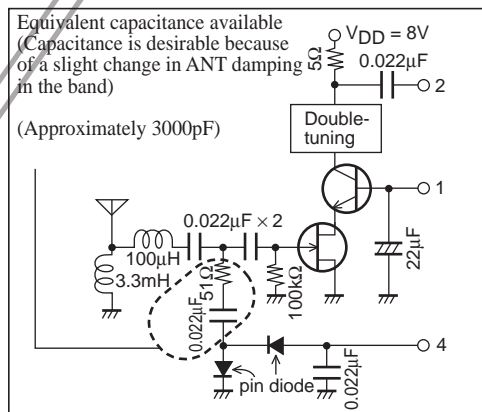 Equivalent capacitance available
(Capacitance is desirable because
of a slight change in ANT damping
in the band)
(Approximately 3000pF)
VDD = 8V
5Ω
0.022μF
2
Double-
tuning
1
0.022μF × 2
100μH
3.3mH
51Ω
100kΩ
22μF
0.022μF
4
pin diode
0.022μF